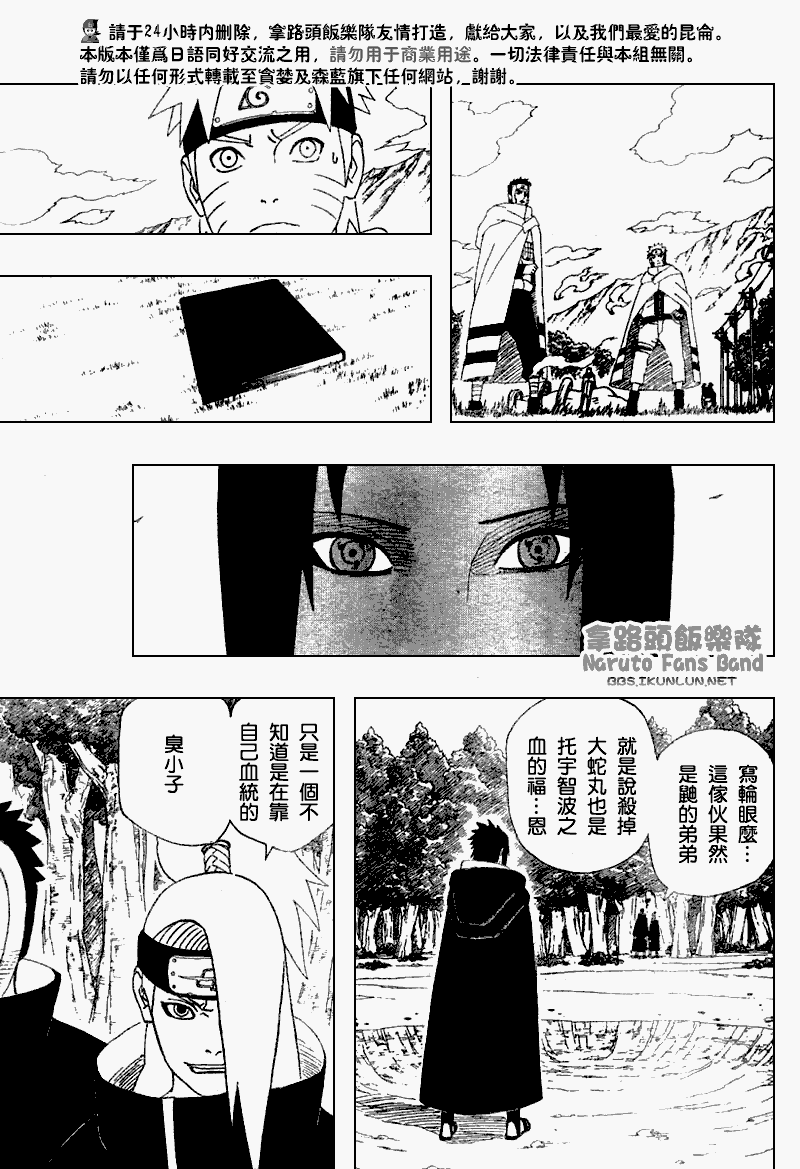 請于24小時内删除，拿路頭飯樂隊友情打造，獻給大家，以及我們最愛的昆侖。
本版本僅爲日語同好交流之用，請勿用于商業用途。一切法律責任與本組無關。
請勿以任何形式轉載至貪婪及森藍旗下任何網站，謝謝。
拿路頭飯樂隊
Naruto Fans Band
GGS.IKUNLUN.NET
寫輪眼麼…
這傢伙果然
是鼬的弟弟
就是說殺掉
大蛇丸也是
托宇智波之
血的福…恩
只是一個不
知道是在靠
自己血統的
臭小子